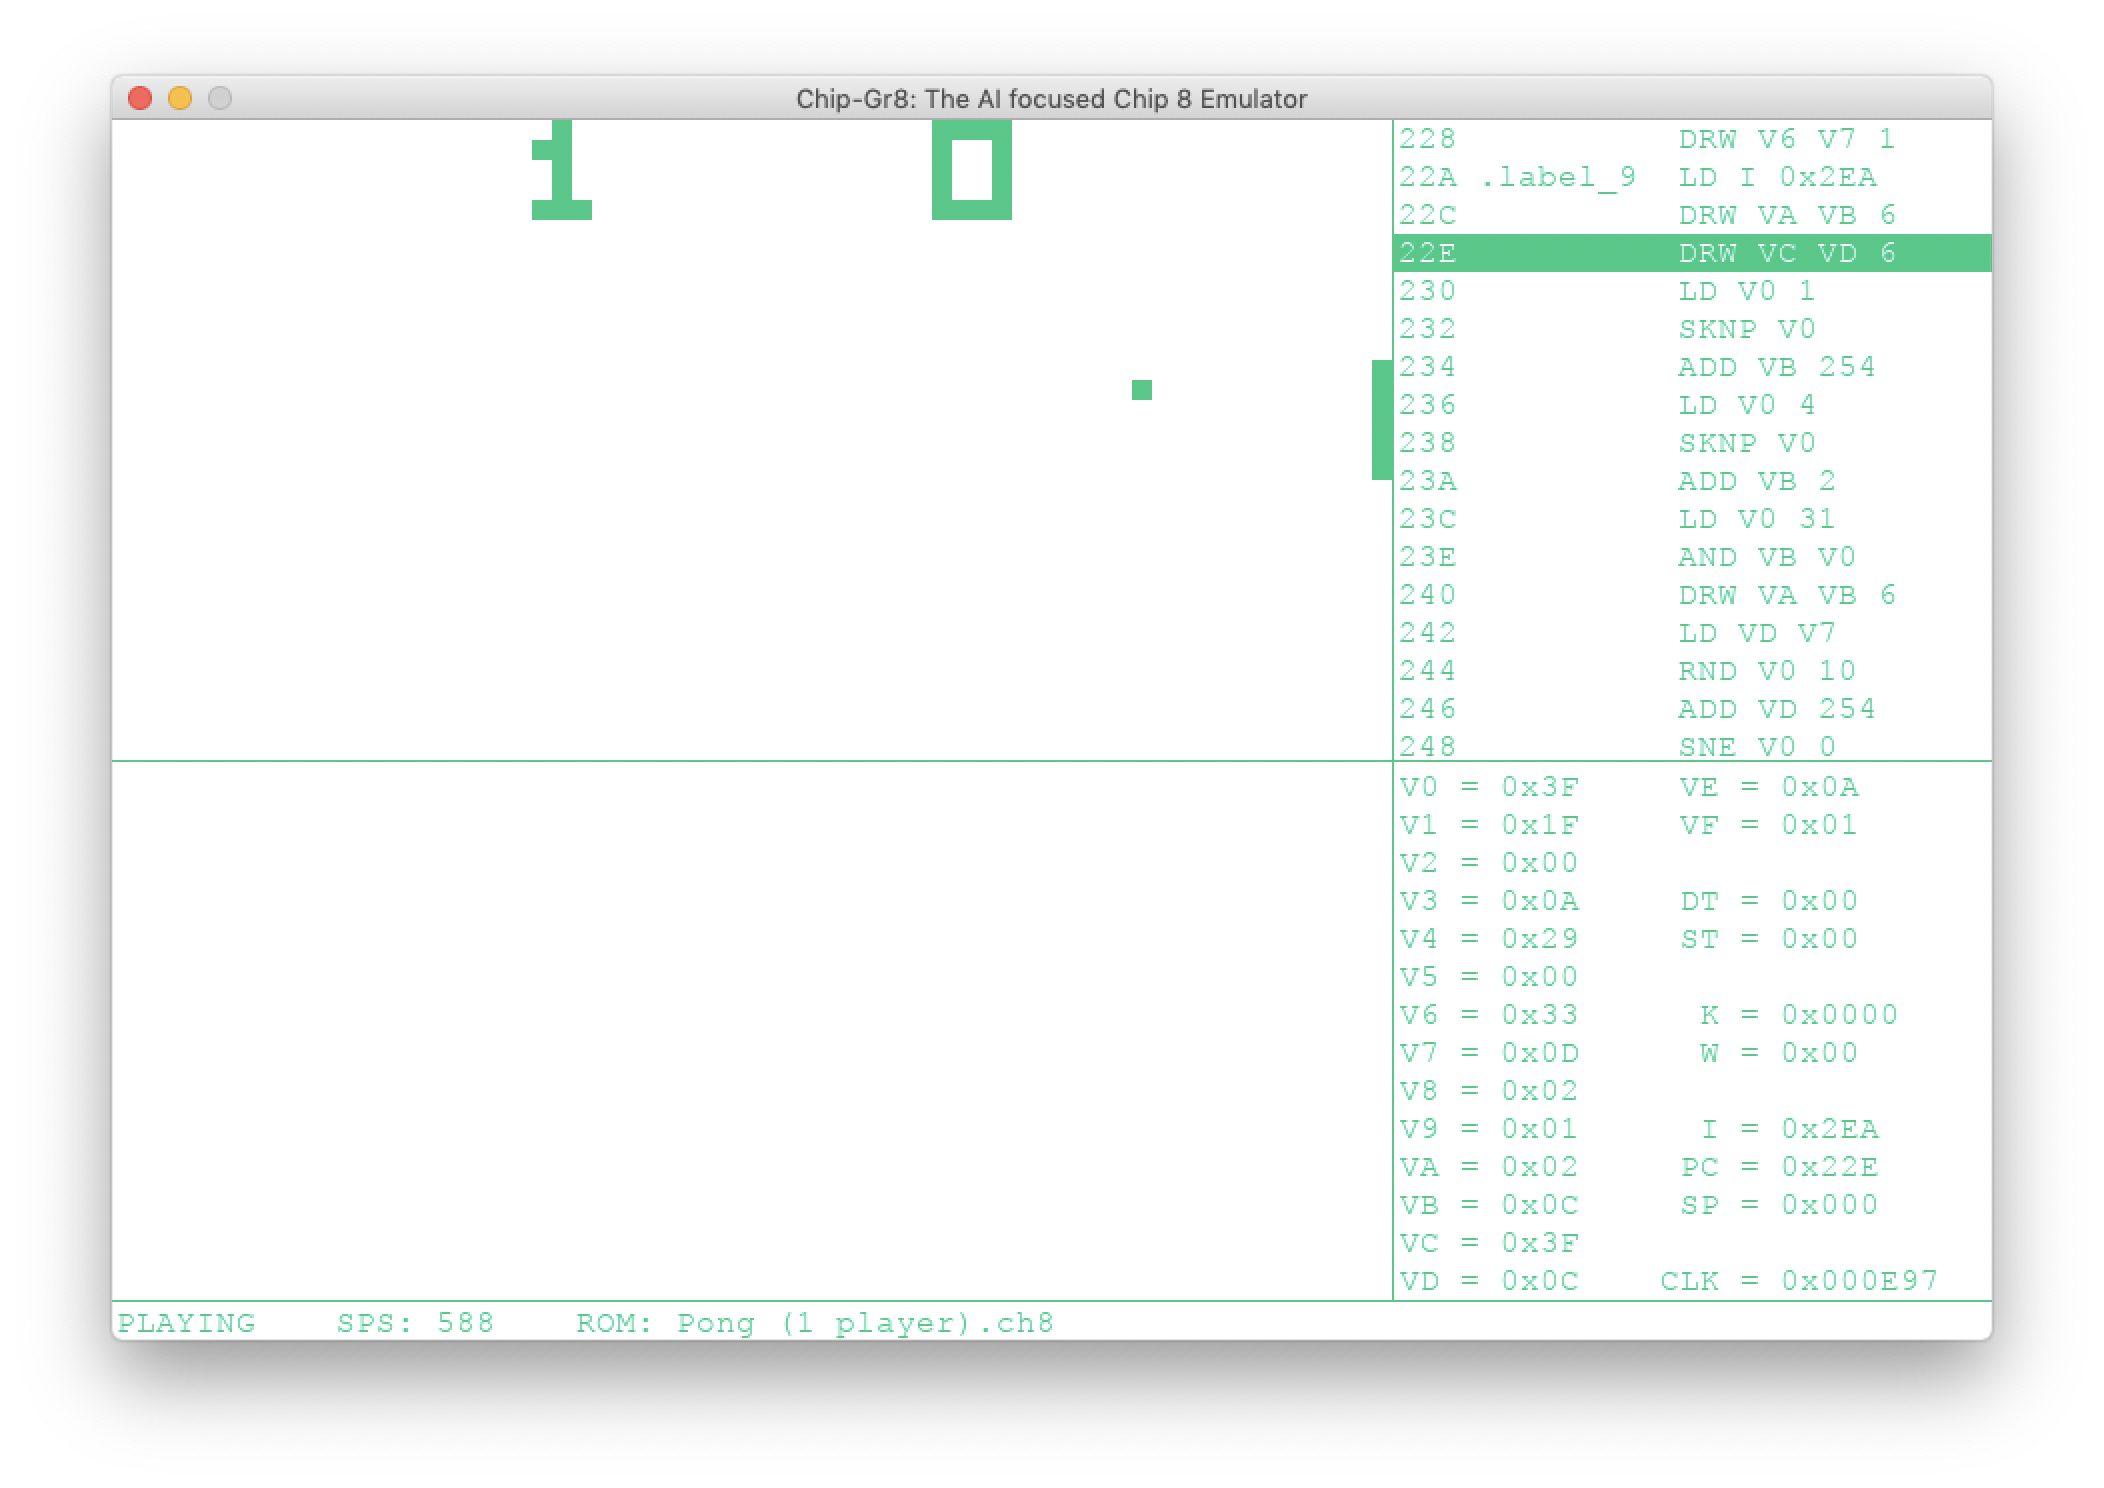 Chip-Gr8: The AI focused Chip 8 Emulator
1 0
228 DRW V6 V7 1
22A .label_9 LD I 0x2EA
22C DRW VA VB 6
22E DRW VC VD 6
230 LD V0 1
232 SKNP V0
234 ADD VB 254
236 LD V0 4
238 SKNP V0
23A ADD VB 2
23C LD V0 31
23E AND VB V0
240 DRW VA VB 6
242 LD VD V7
244 RND V0 10
246 ADD VD 254
248 SNE V0 0
V0 = 0x3F VE = 0x0A
V1 = 0x1F VF = 0x01
V2 = 0x00
V3 = 0x0A DT = 0x00
V4 = 0x29 ST = 0x00
V5 = 0x00
V6 = 0x33 K = 0x0000
V7 = 0x0D W = 0x00
V8 = 0x02
V9 = 0x01 I = 0x2EA
VA = 0x02 PC = 0x22E
VB = 0x0C SP = 0x000
VC = 0x3F
VD = 0x0C CLK = 0x000E97
PLAYING SPS: 588 ROM: Pong (1 player).ch8